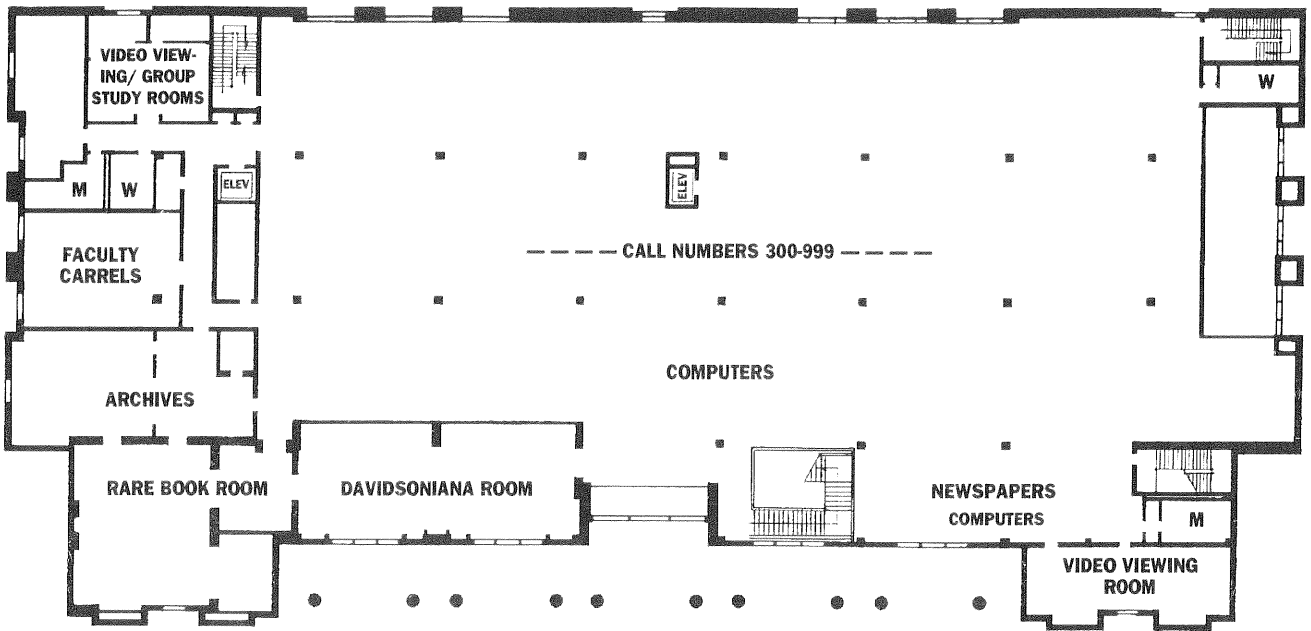 VIDEO VIEW-
ING/ GROUP
STUDY ROOMS
W
M
W
ELEV
ELEV
FACULTY
CARRELS
— — — — CALL NUMBERS 300-999 — — — —
COMPUTERS
ARCHIVES
RARE BOOK ROOM
DAVIDSONIANA ROOM
NEWSPAPERS
COMPUTERS
M
VIDEO VIEWING
ROOM